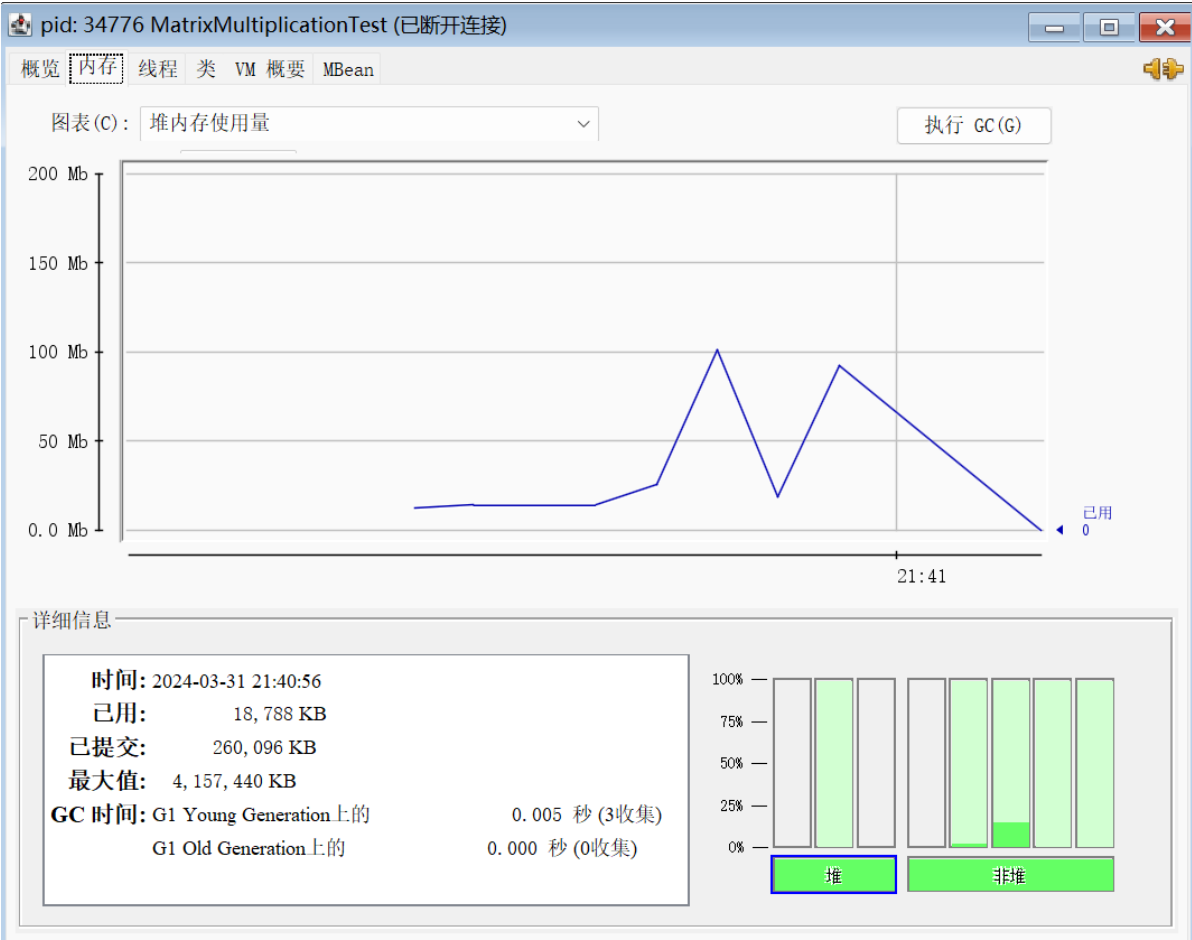 pid: 34776 MatrixMultiplicationTest (已断开连接)
概览 内存 线程 类 VM 概要 MBean
图表(C): 堆内存使用量 执行 GC(G)
200 Mb
150 Mb
100 Mb
50 Mb
0.0 Mb
已用
0
21:41
详细信息
时间: 2024-03-31 21:40:56
已用: 18,788 KB
已提交: 260,096 KB
最大值: 4,157,440 KB
GC 时间: G1 Young Generation上的 0.005 秒 (3收集)
G1 Old Generation上的 0.000 秒 (0收集)
100%
75%
50%
25%
0%
堆 非堆